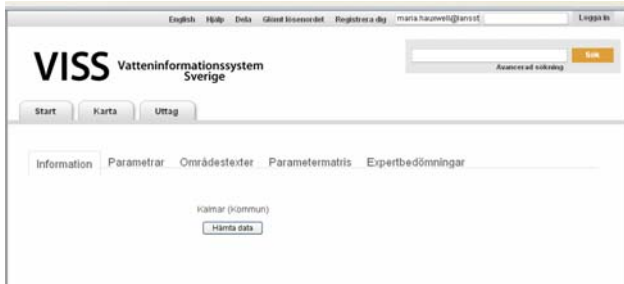 English Hjälp Dela Glömt lösenordet Registrera dig Logga in
VISS Vatteninformationssystem
Sverige
Sök
Avancerad sökning
Start Karta Uttag
Information Parametrar Områdestexter Parametermatris Expertbedömningar
Kalmar (Kommun)
Hämta data